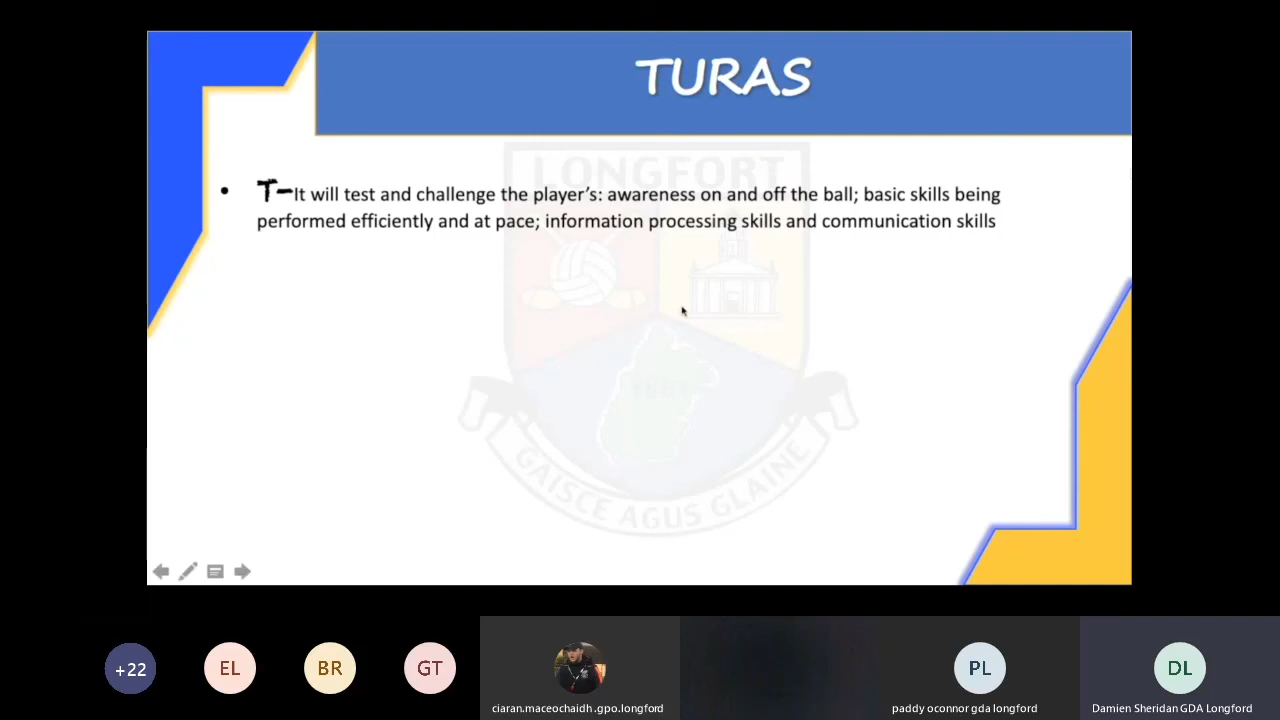 TURAS
LONGFORT
• T-It will test and challenge the player's: awareness on and off the ball; basic skills being
performed efficiently and at pace; information processing skills and communication skills
GAISCE AGUS GLAINE
+22
EL
BR
GT
PL
DL
ciaran.maceochaidh .gpo.longford
paddy oconnor gda longford
Damien Sheridan GDA Longford